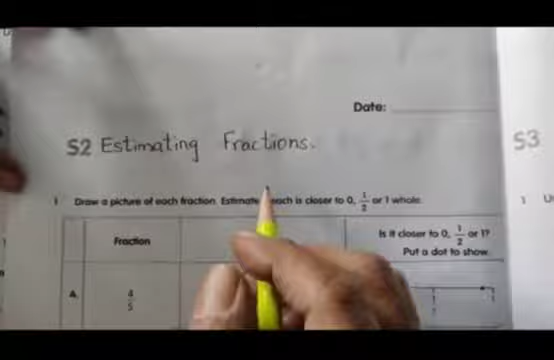 Date:
S2 Estimating Fractions.
S3
1 Draw a picture of each fraction. Estimate each is closer to 0, 1/2 or 1 whole.
1 U
Fraction
Is it closer to 0, 1/2 or 1?
Put a dot to show.
A. 4/5